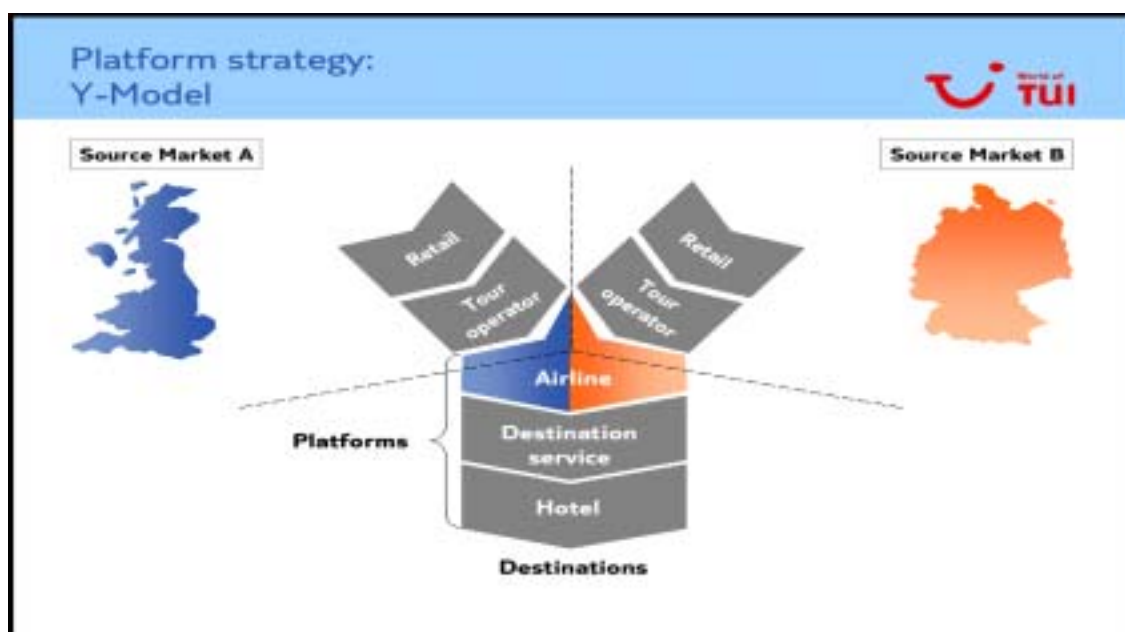 Platform strategy:
Y-Model
World of
TUI
Source Market A
Source Market B
Retail
Tour
operator
Retail
Tour
operator
Airline
Platforms
Destination
service
Hotel
Destinations